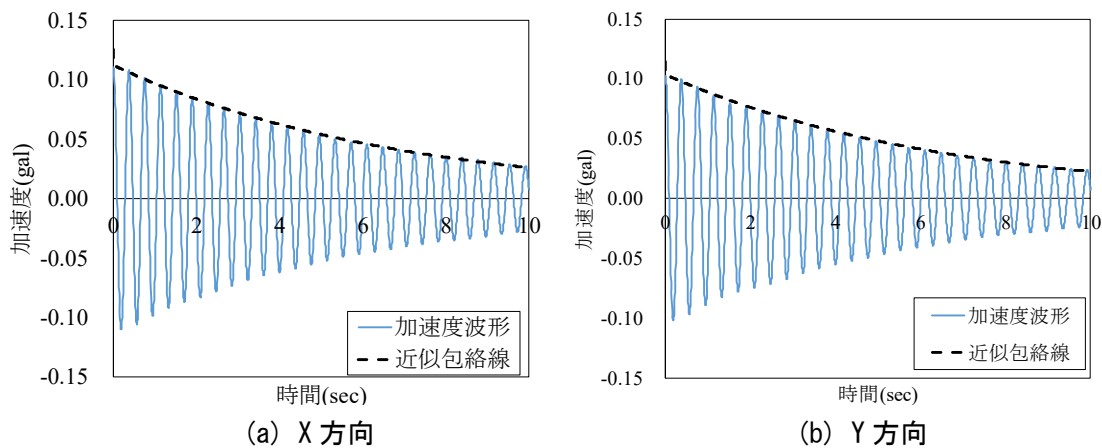 0.15
0.10
0.05
0.00
-0.05
-0.10
-0.15
加速度(gal)
0 2 4 6 8 10
加速度波形
近似包絡線
時間(sec)
(a) X 方向
0.15
0.10
0.05
0.00
-0.05
-0.10
-0.15
加速度(gal)
0 2 4 6 8 10
加速度波形
近似包絡線
時間(sec)
(b) Y 方向